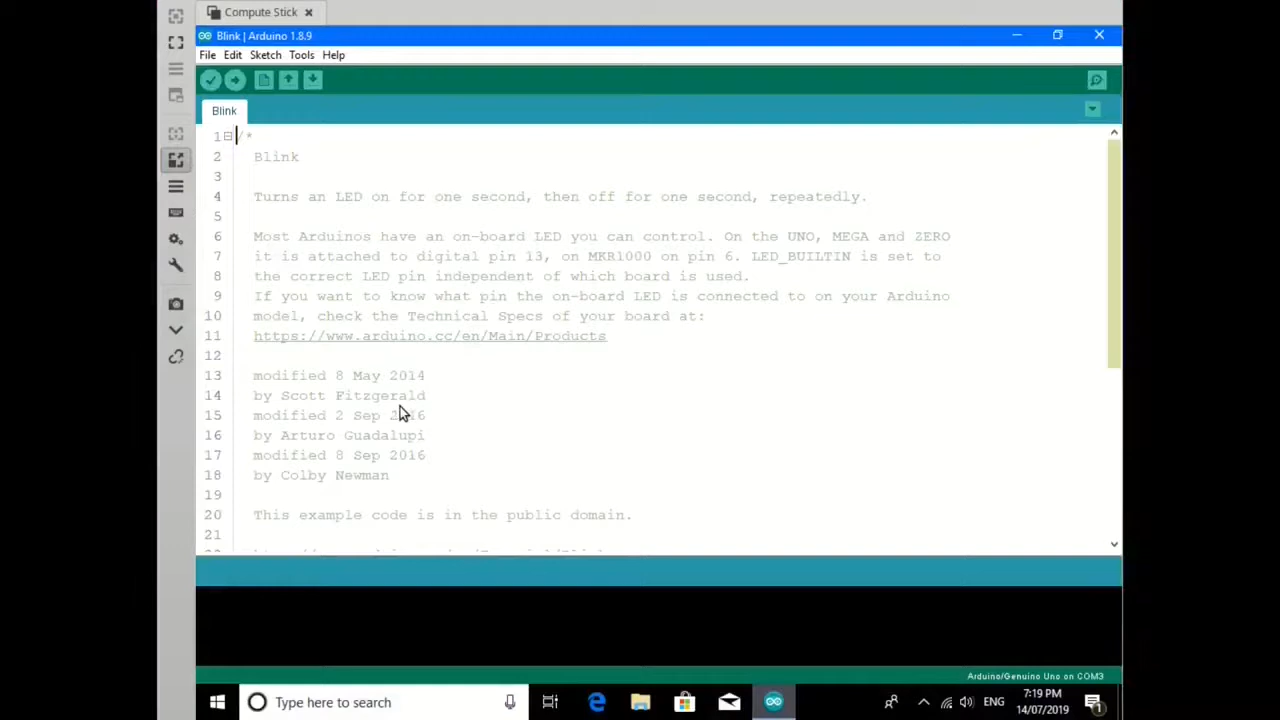 Compute Stick
Blink | Arduino 1.8.9
File Edit Sketch Tools Help
Blink
1 /*
2 Blink
3
4 Turns an LED on for one second, then off for one second, repeatedly.
5
6 Most Arduinos have an on-board LED you can control. On the UNO, MEGA and ZERO
7 it is attached to digital pin 13, on MKR1000 on pin 6. LED_BUILTIN is set to
8 the correct LED pin independent of which board is used.
9 If you want to know what pin the on-board LED is connected to on your Arduino
10 model, check the Technical Specs of your board at:
11 https://www.arduino.cc/en/Main/Products
12
13 modified 8 May 2014
14 by Scott Fitzgerald
15 modified 2 Sep 2016
16 by Arturo Guadalupi
17 modified 8 Sep 2016
18 by Colby Newman
19
20 This example code is in the public domain.
21
Arduino/Genuino Uno on COM3
Type here to search
ENG
7:19 PM
14/07/2019
1